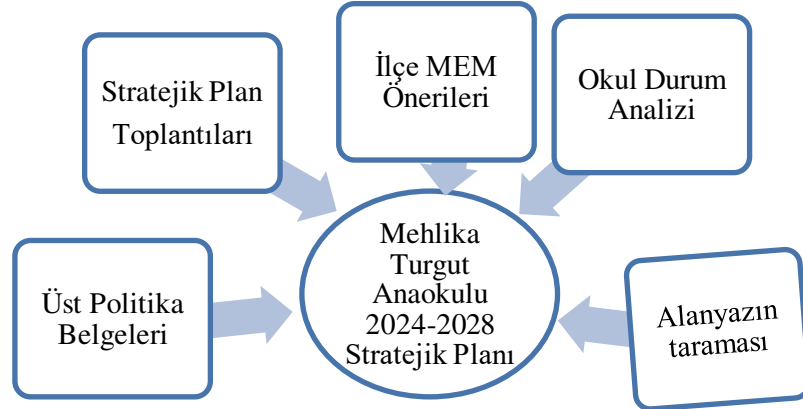 Stratejik Plan
Toplantıları
İlçe MEM
Önerileri
Okul Durum
Analizi
Üst Politika
Belgeleri
Mehlika
Turgut
Anaokulu
2024-2028
Stratejik Planı
Alanyazın
taraması